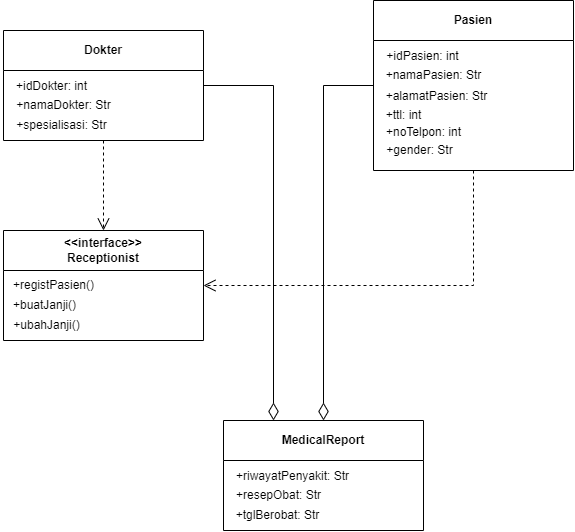 Dokter
+idDokter: int
+namaDokter: Str
+spesialisasi: Str
Pasien
+idPasien: int
+namaPasien: Str
+alamatPasien: Str
+ttl: int
+noTelpon: int
+gender: Str
<<interface>>
Receptionist
+registPasien()
+buatJanji()
+ubahJanji()
MedicalReport
+riwayatPenyakit: Str
+resepObat: Str
+tglBerobat: Str